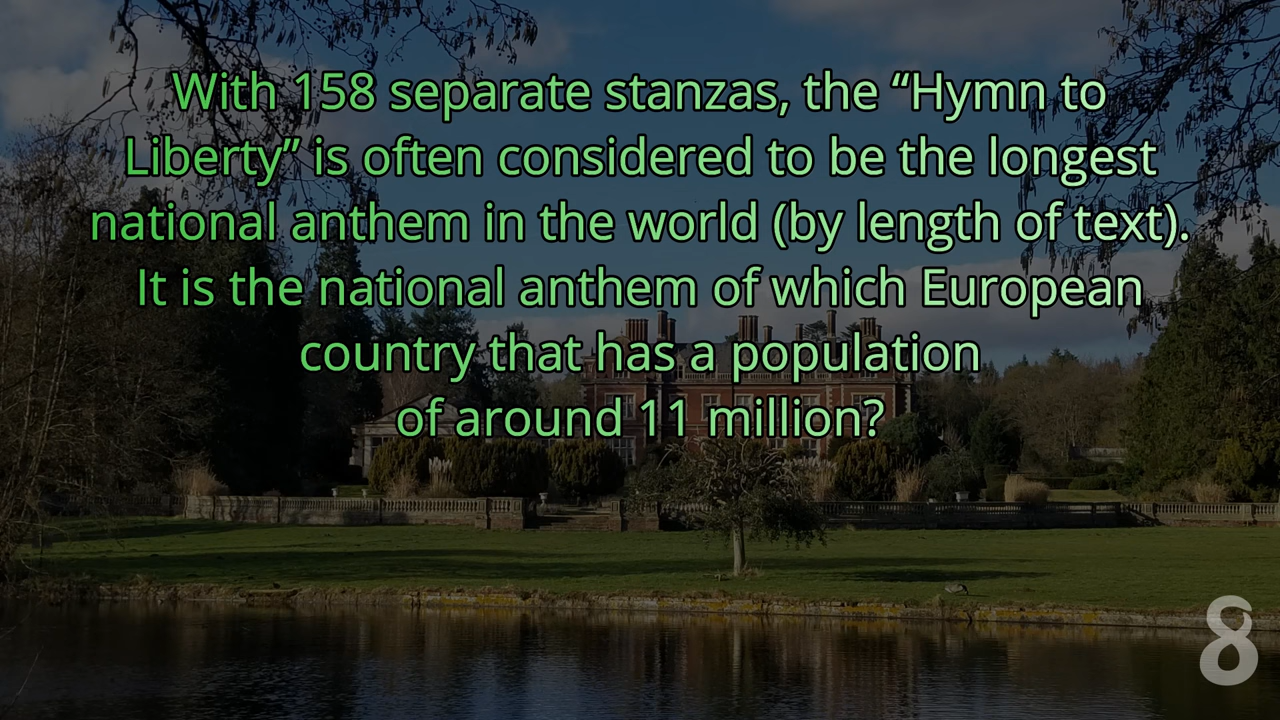 With 158 separate stanzas, the “Hymn to
Liberty” is often considered to be the longest
national anthem in the world (by length of text).
It is the national anthem of which European
country that has a population
of around 11 million?
8